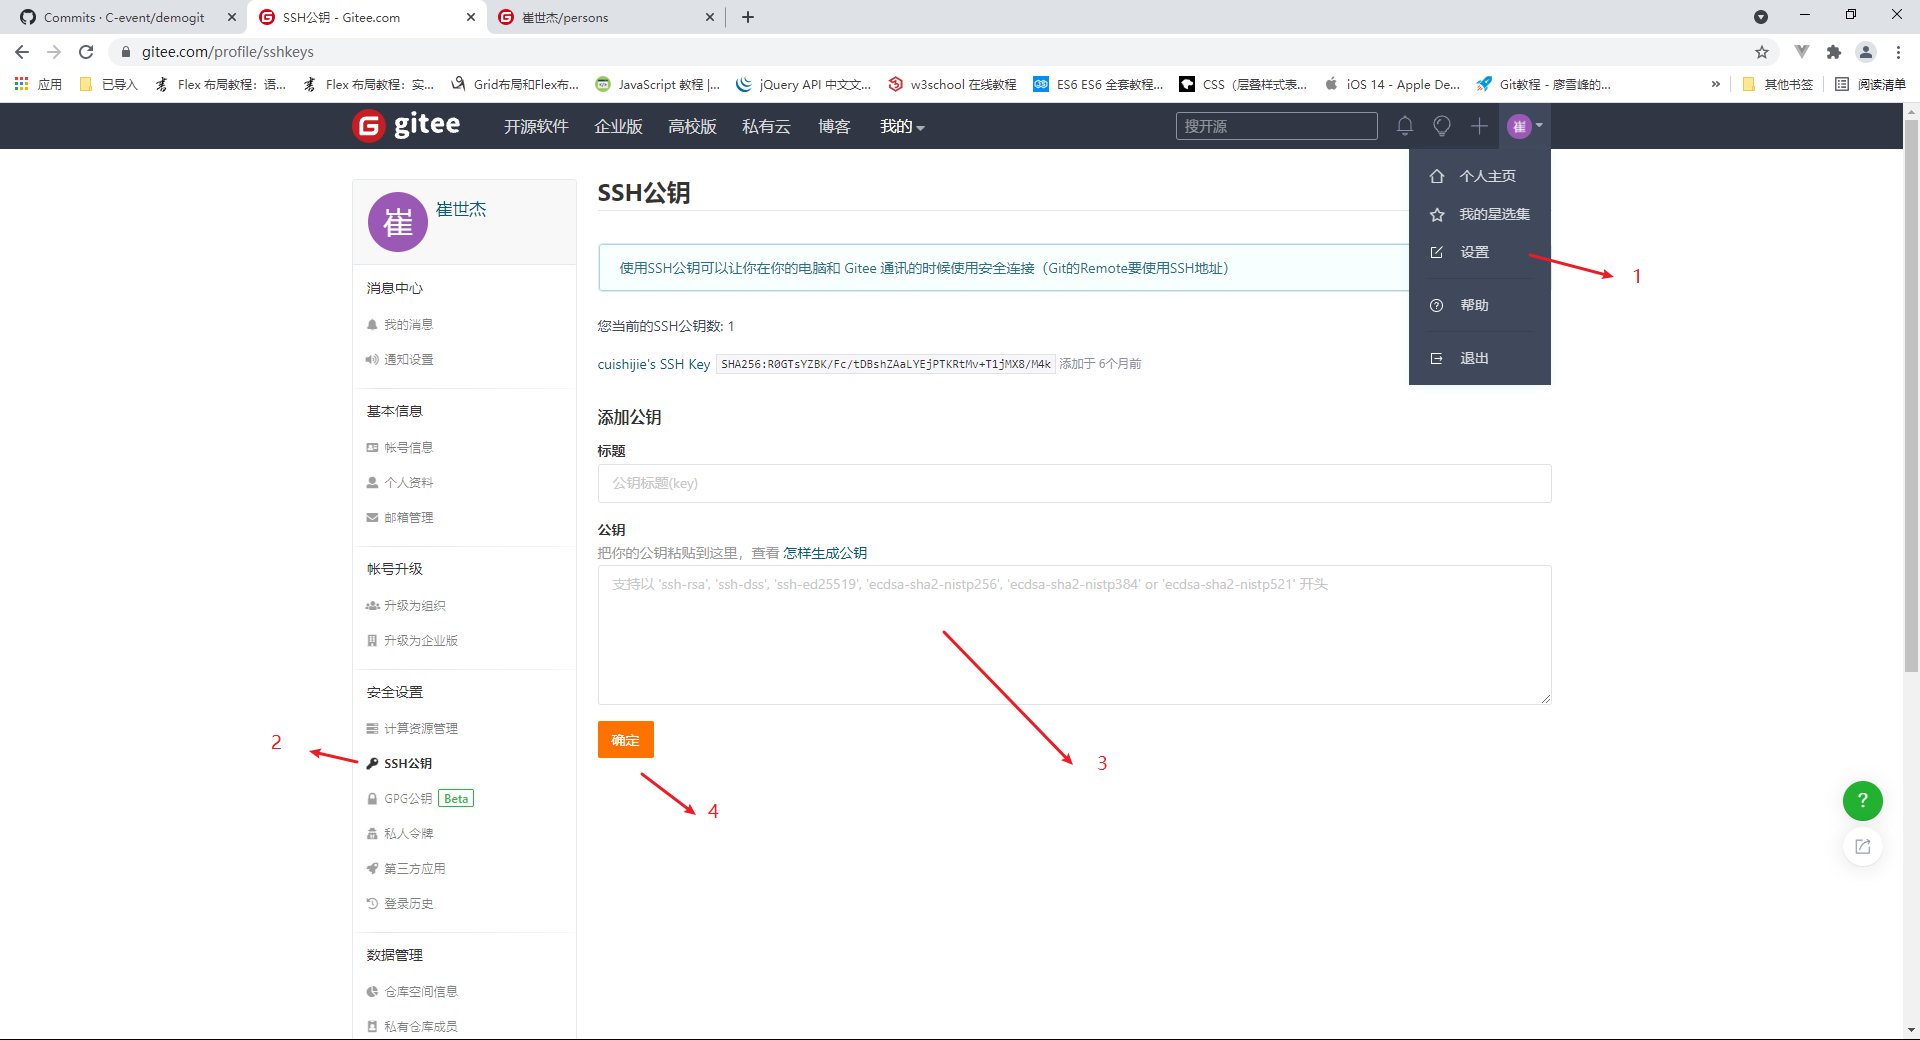 Commits · C-event/demogit
SSH公钥 - Gitee.com
崔世杰/persons
gitee.com/profile/sshkeys
应用
已导入
Flex 布局教程：语...
Flex 布局教程：实...
Grid布局和Flex布...
JavaScript 教程 |...
jQuery API 中文文...
w3school 在线教程
ES6 ES6 全套教程...
CSS（层叠样式表...
iOS 14 - Apple De...
Git教程 - 廖雪峰的...
»
其他书签
阅读清单
gitee
开源软件
企业版
高校版
私有云
博客
我的
搜开源
崔
个人主页
我的星选集
设置
帮助
退出
1
崔
崔世杰
消息中心
我的消息
通知设置
基本信息
帐号信息
个人资料
邮箱管理
帐号升级
升级为组织
升级为企业版
安全设置
计算资源管理
2
SSH公钥
GPG公钥 Beta
私人令牌
第三方应用
登录历史
数据管理
仓库空间信息
私有仓库成员
SSH公钥
使用SSH公钥可以让你在你的电脑和 Gitee 通讯的时候使用安全连接（Git的Remote要使用SSH地址）
您当前的SSH公钥数: 1
cuishijie's SSH Key SHA256:R0GTsYZBK/Fc/tDBshZAaLYEjPTKRtMv+T1jMX8/M4k 添加于 6个月前
添加公钥
标题
公钥标题(key)
公钥
把你的公钥粘贴到这里，查看 怎样生成公钥
支持以 'ssh-rsa', 'ssh-dss', 'ssh-ed25519', 'ecdsa-sha2-nistp256', 'ecdsa-sha2-nistp384' or 'ecdsa-sha2-nistp521' 开头
3
确定
4
?